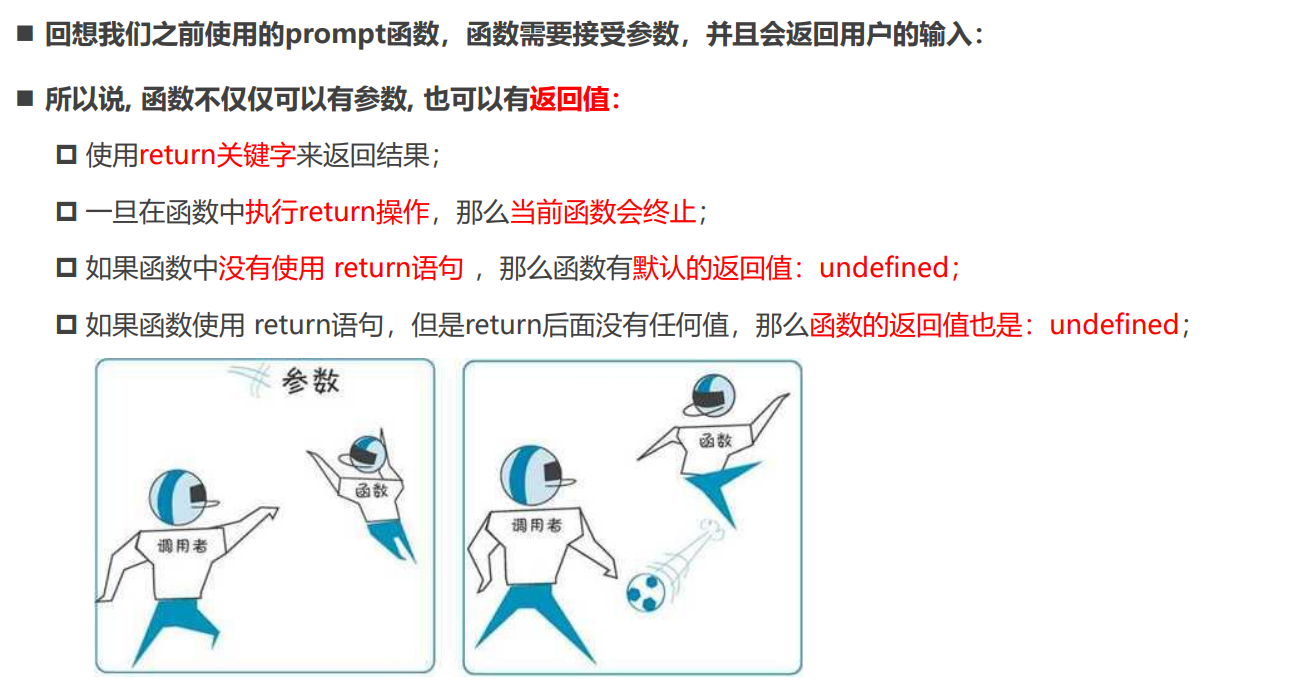 回想我们之前使用的prompt函数，函数需要接受参数，并且会返回用户的输入：
所以说, 函数不仅仅可以有参数, 也可以有返回值：
使用return关键字来返回结果；
一旦在函数中执行return操作，那么当前函数会终止；
如果函数中没有使用 return语句 ，那么函数有默认的返回值：undefined；
如果函数使用 return语句，但是return后面没有任何值，那么函数的返回值也是：undefined；
参数
函数
调用者
函数
调用者